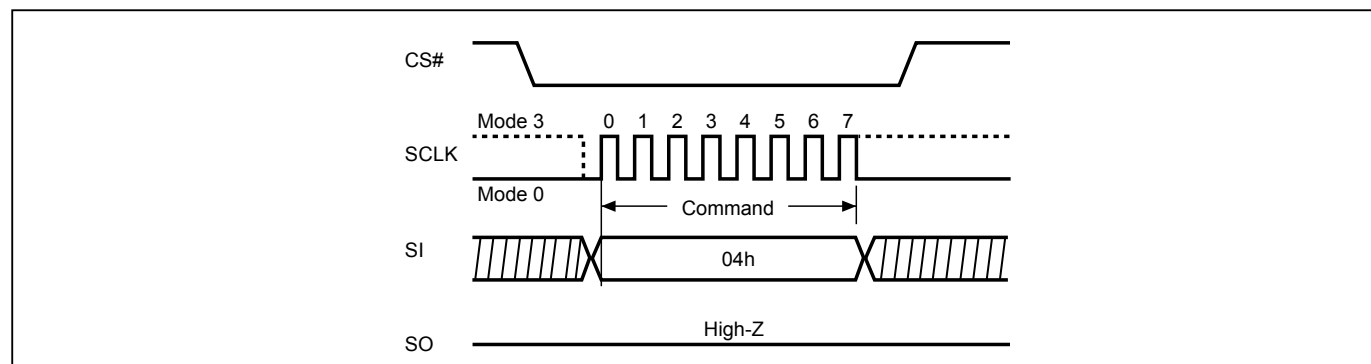 CS#
Mode 3
0 1 2 3 4 5 6 7
SCLK
Mode 0
Command
SI
04h
High-Z
SO